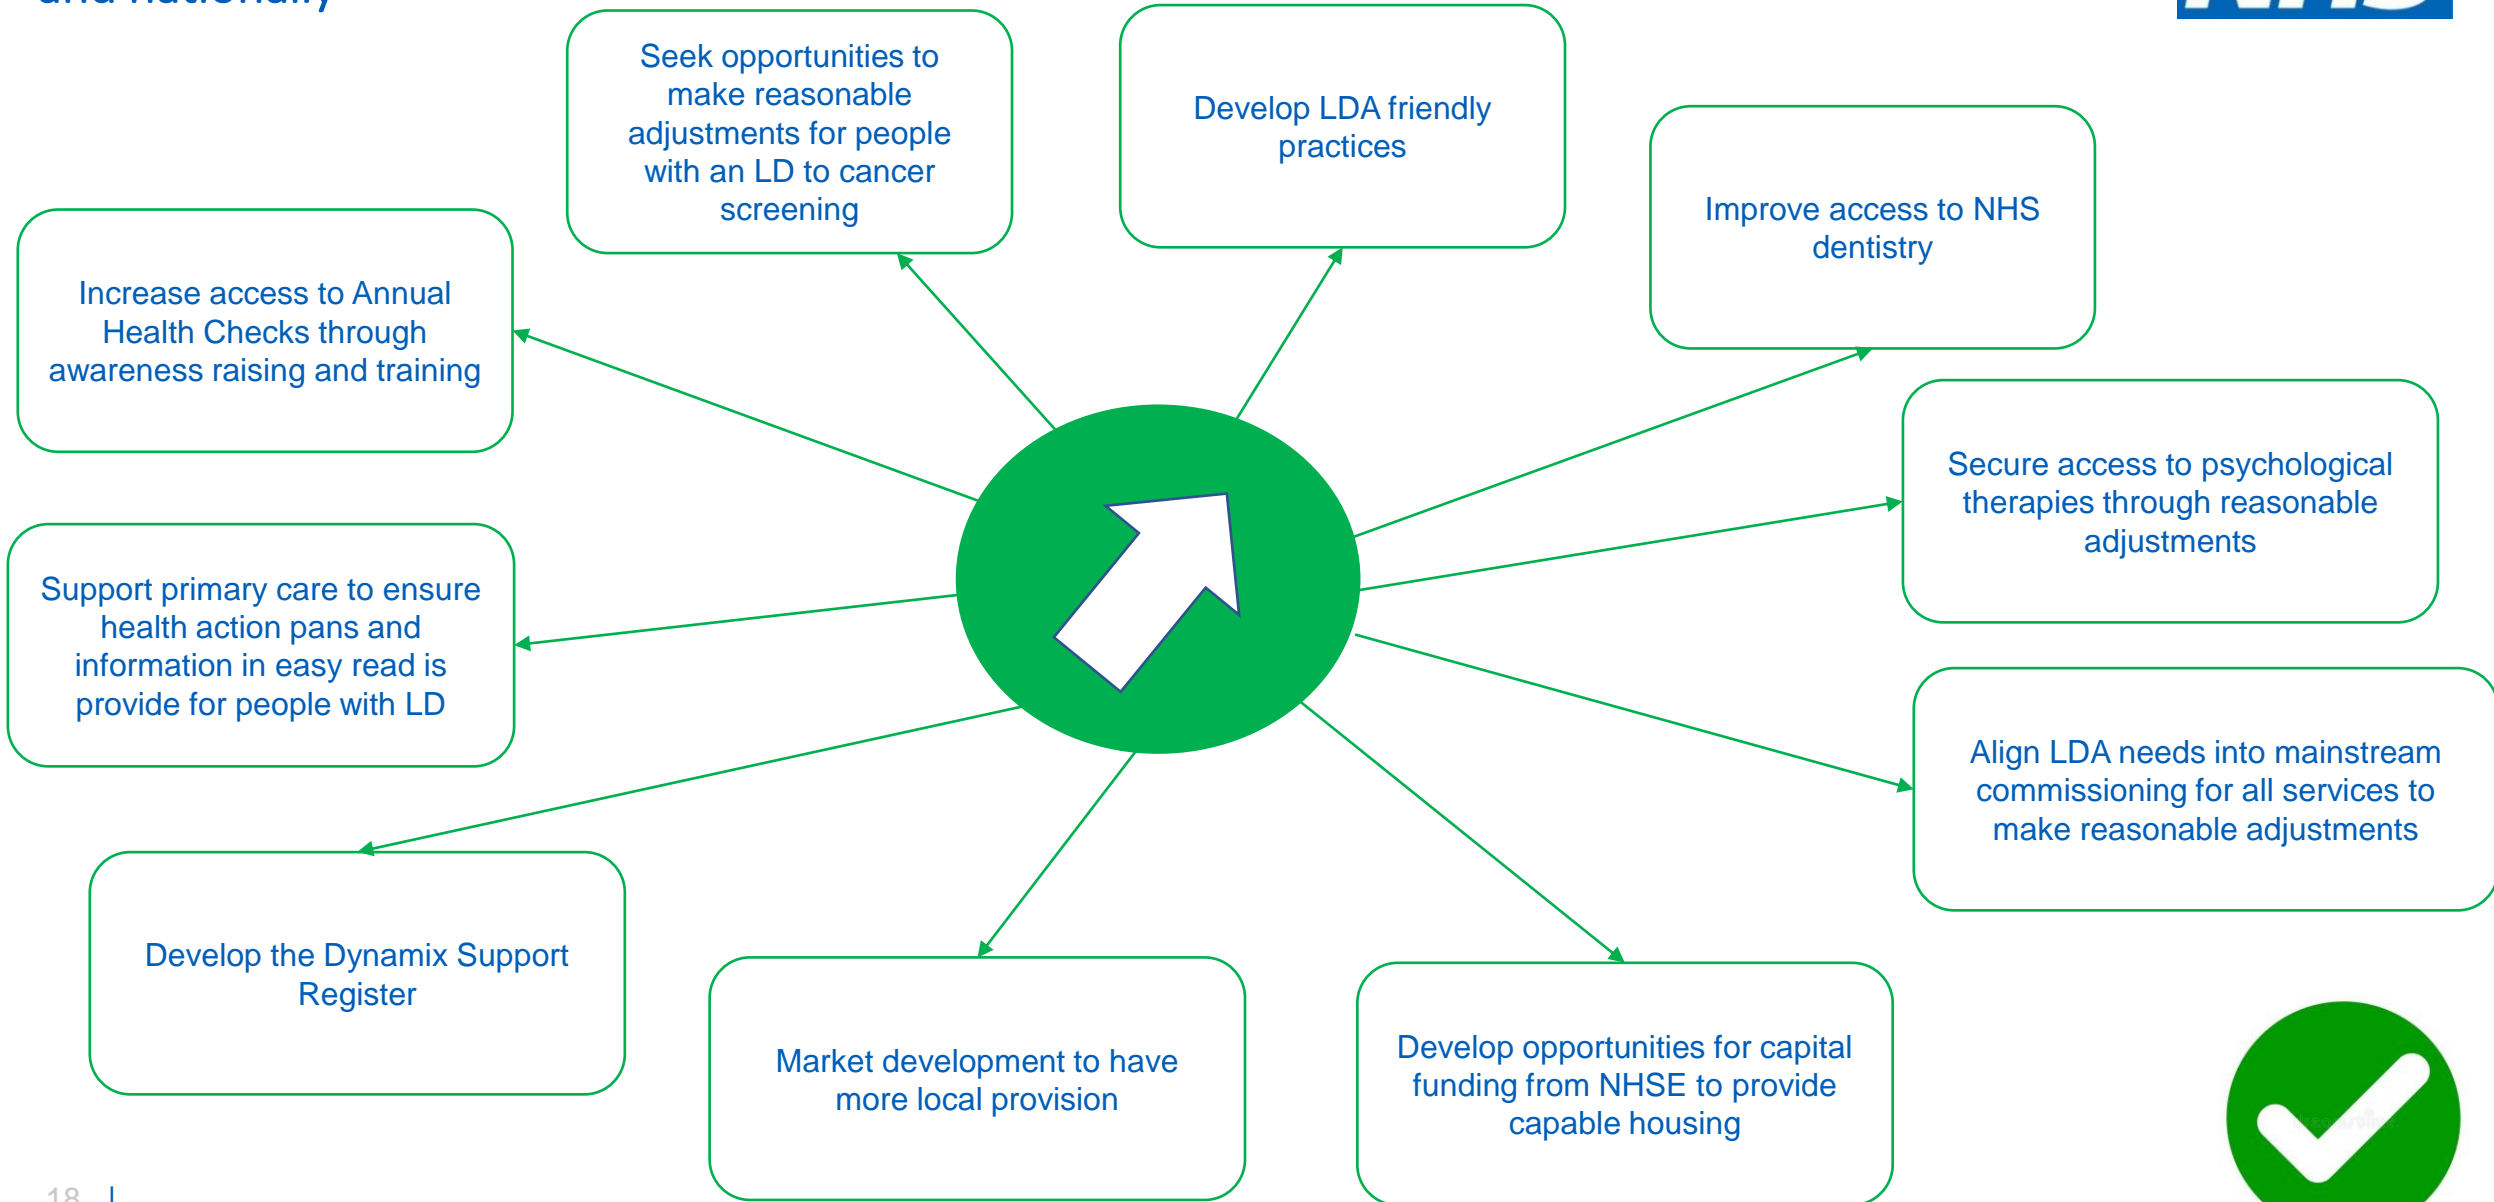 and nationally
NHS
Seek opportunities to
make reasonable
adjustments for people
with an LD to cancer
screening
Develop LDA friendly
practices
Improve access to NHS
dentistry
Increase access to Annual
Health Checks through
awareness raising and training
Secure access to psychological
therapies through reasonable
adjustments
Support primary care to ensure
health action pans and
information in easy read is
provide for people with LD
Align LDA needs into mainstream
commissioning for all services to
make reasonable adjustments
Develop the Dynamix Support
Register
Market development to have
more local provision
Develop opportunities for capital
funding from NHSE to provide
capable housing
18 |